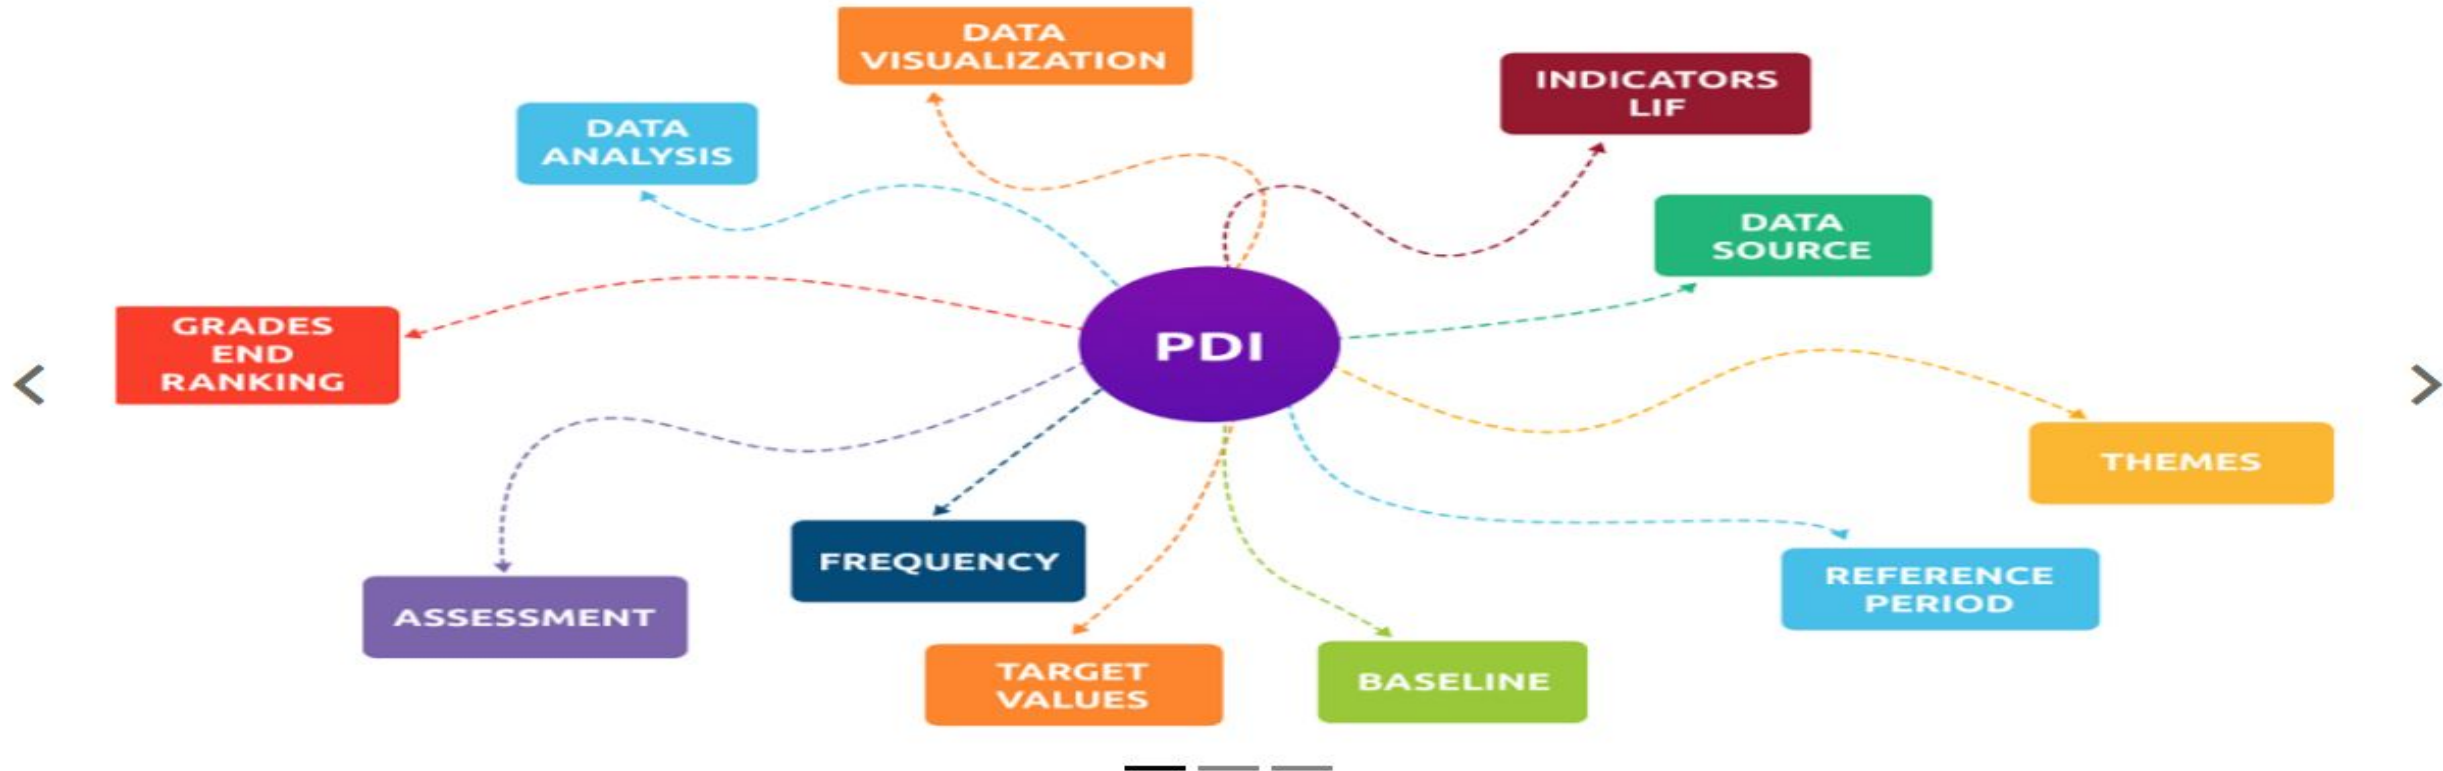 DATA
VISUALIZATION
INDICATORS
LIF
DATA
ANALYSIS
DATA
SOURCE
GRADES
END
RANKING
PDI
THEMES
FREQUENCY
REFERENCE
PERIOD
ASSESSMENT
TARGET
VALUES
BASELINE